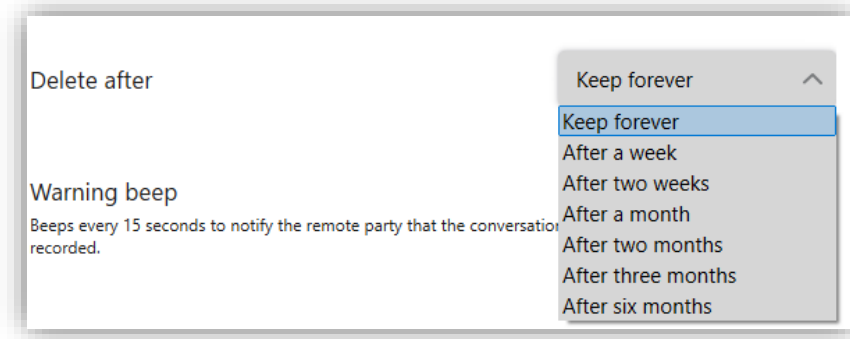 Delete after
Keep forever
Keep forever
After a week
After two weeks
After a month
After two months
After three months
After six months
Warning beep
Beeps every 15 seconds to notify the remote party that the conversation
recorded.